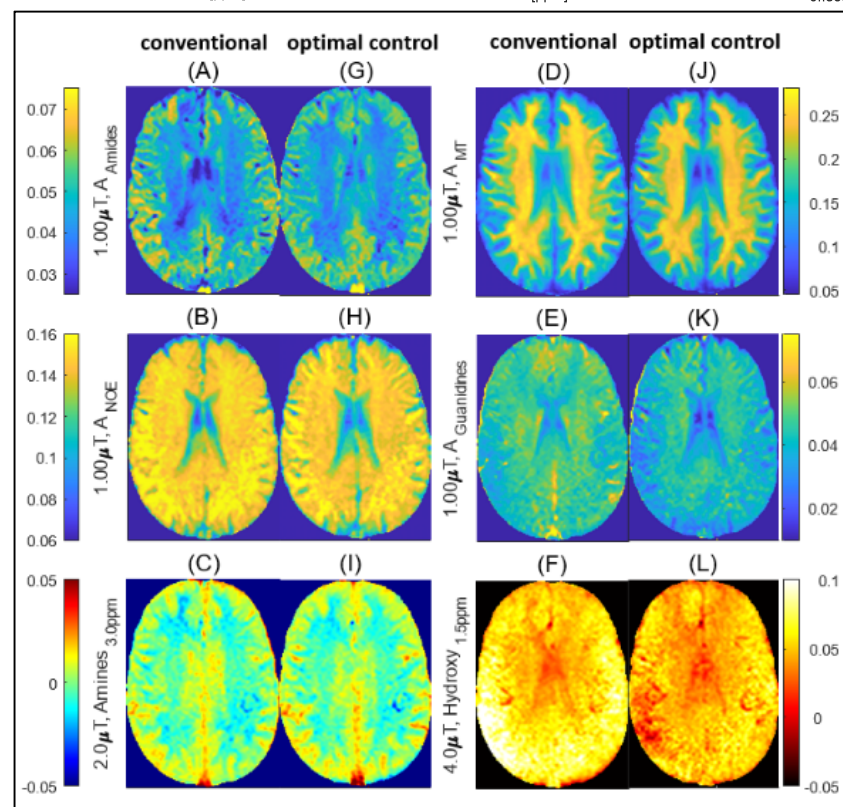 conventional optimal control conventional optimal control
(A) (G) (D) (J)
0.07
0.06
0.05
0.04
0.03
1.00μT, A Amides
1.00μT, A MT
0.25
0.2
0.15
0.1
0.05
(B) (H) (E) (K)
0.16
0.14
0.12
0.1
0.08
0.06
1.00μT, A NOE
1.00μT, A Guanidines
0.06
0.04
0.02
(C) (I) (F) (L)
0.05
0
-0.05
2.0μT, Amines 3.0ppm
4.0μT, Hydroxy 1.5ppm
0.1
0.05
0
-0.05